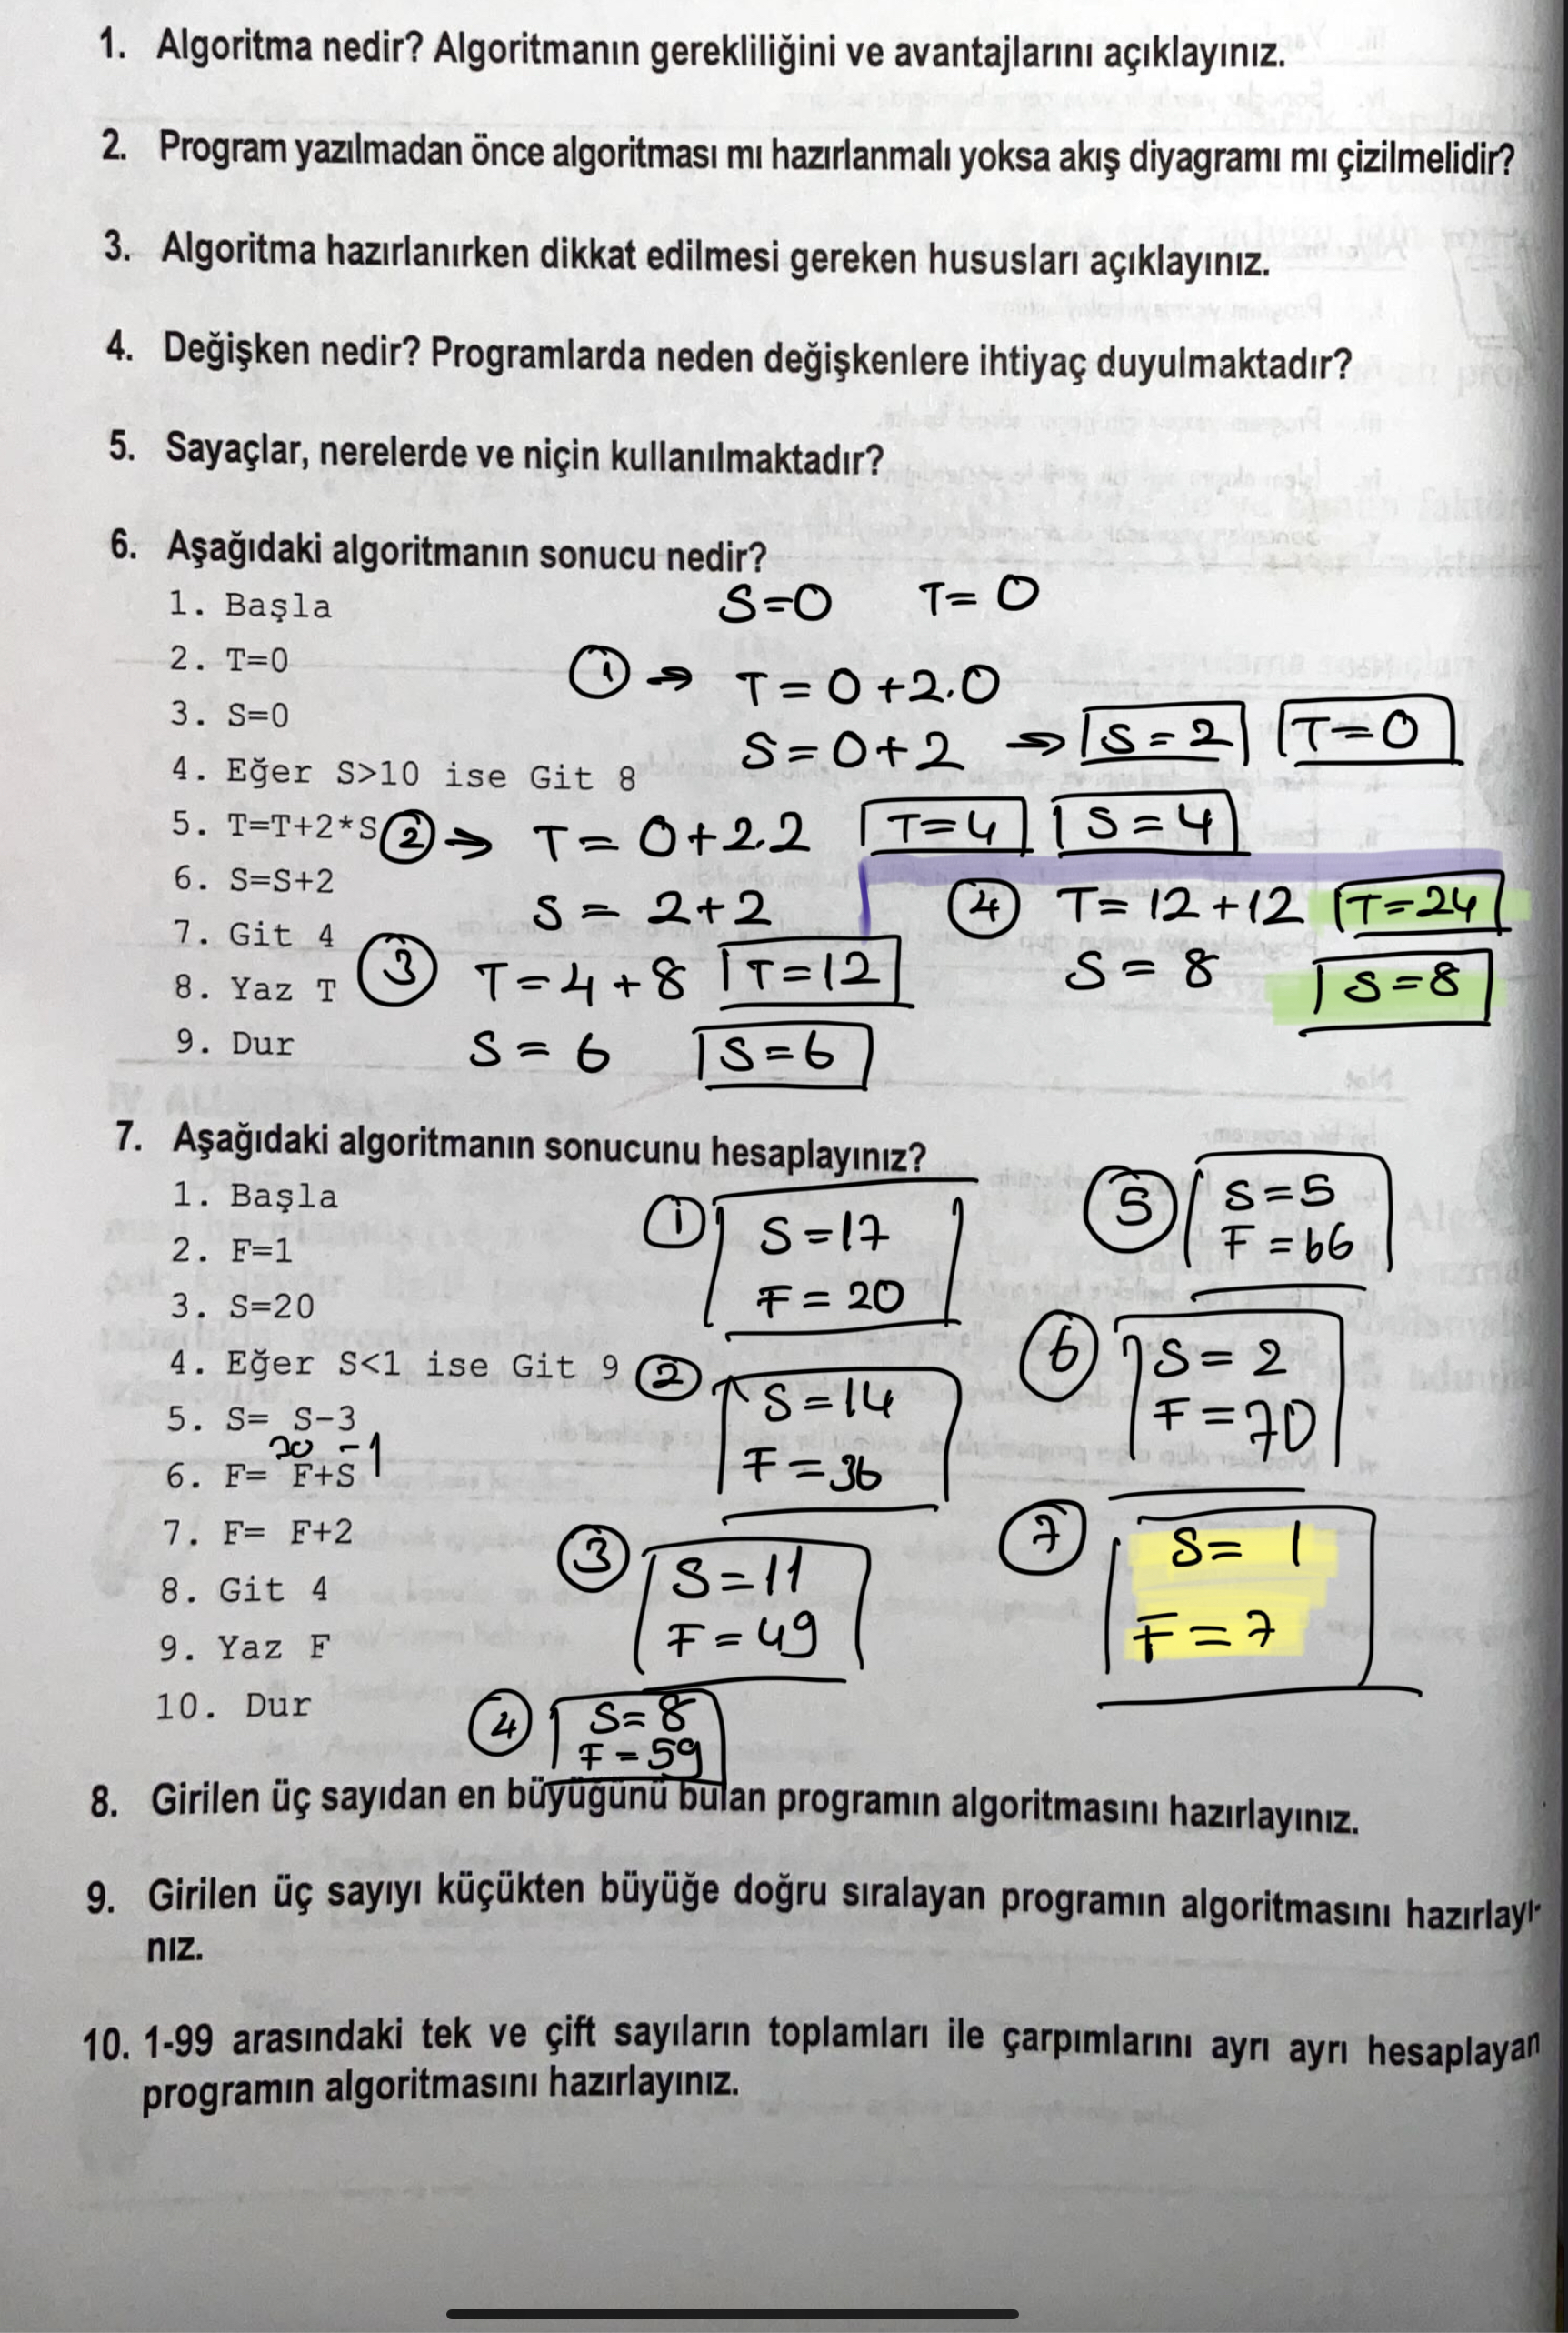 1. Algoritma nedir? Algoritmanın gerekliliğini ve avantajlarını açıklayınız.
2. Program yazılmadan önce algoritması mı hazırlanmalı yoksa akış diyagramı mı çizilmelidir?
3. Algoritma hazırlanırken dikkat edilmesi gereken hususları açıklayınız.
4. Değişken nedir? Programlarda neden değişkenlere ihtiyaç duyulmaktadır?
5. Sayaçlar, nerelerde ve niçin kullanılmaktadır?
6. Aşağıdaki algoritmanın sonucu nedir?
1. Başla
S=0 T=0
2. T=0
① → T=0+2.0
3. S=0
S=0+2 ⇒ S=2 T=0
4. Eğer S>10 ise Git 8
5. T=T+2*S
② → T=0+2.2 T=4 S=4
6. S=S+2
S=2+2
④ T=12+12 T=24
7. Git 4
③ T=4+8 T=12
S=8 S=8
8. Yaz T
9. Dur
S=6 S=6
7. Aşağıdaki algoritmanın sonucunu hesaplayınız?
1. Başla
2. F=1
3. S=20
4. Eğer S<1 ise Git 9
5. S= S-3
20 -1
6. F= F+S
7. F= F+2
8. Git 4
9. Yaz F
10. Dur
① S=17
F=20
② S=14
F=36
③ S=11
F=49
④ S=8
F=59
⑤ S=5
F=66
⑥ S=2
F=70
⑦ S= 1
F=7
8. Girilen üç sayıdan en büyüğünü bulan programın algoritmasını hazırlayınız.
9. Girilen üç sayıyı küçükten büyüğe doğru sıralayan programın algoritmasını hazırlayı-
nız.
10. 1-99 arasındaki tek ve çift sayıların toplamları ile çarpımlarını ayrı ayrı hesaplayan
programın algoritmasını hazırlayınız.